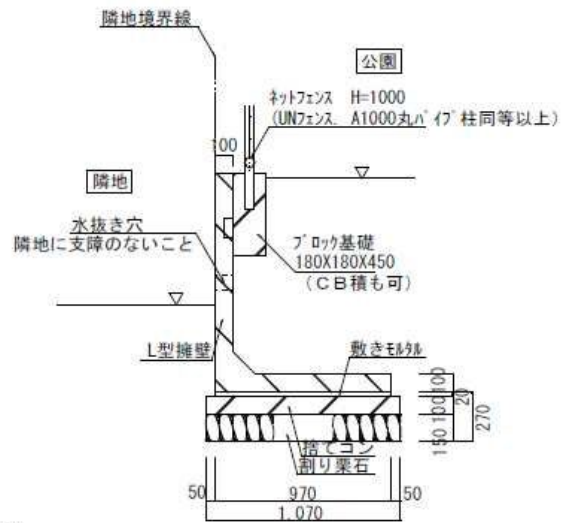 隣地境界線
公園
ネットフェンス H=1000
(UNフェンス. A1000丸パイプ柱同等以上)
100
隣地
水抜き穴
隣地に支障のないこと
ブロック基礎
180X180X450
(CB積も可)
L型擁壁
敷きモルタル
100
20
100
150
270
捨てコン
割り栗石
50
970
50
1,070